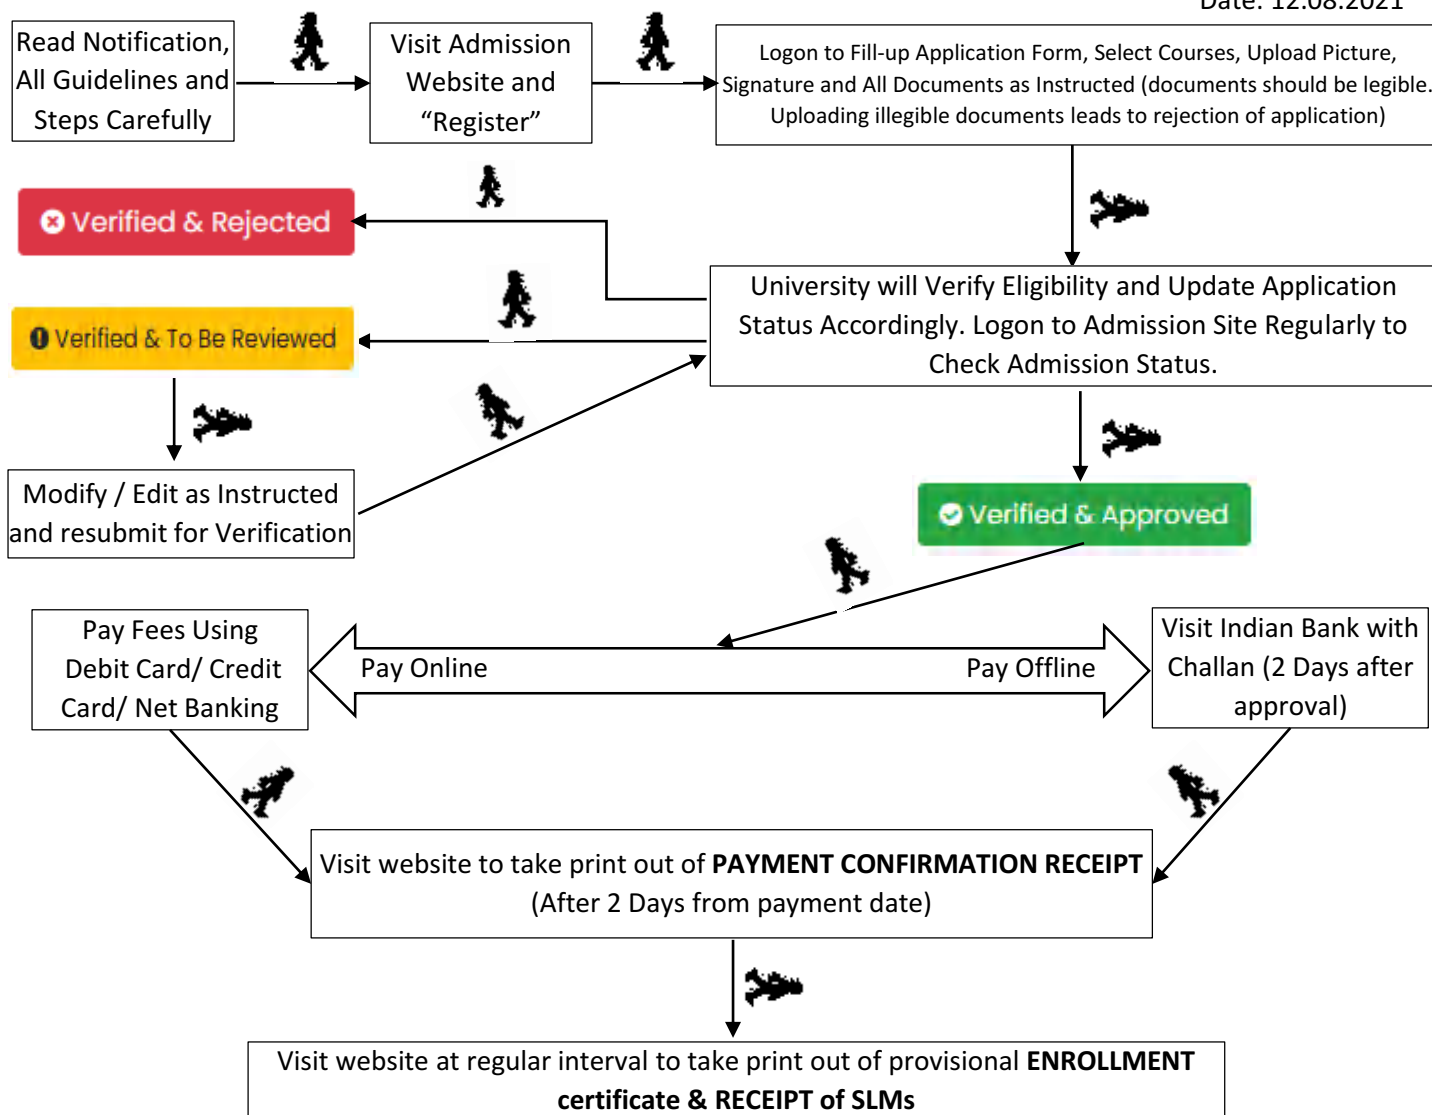 Date: 12.08.2021
Read Notification,
All Guidelines and
Steps Carefully
Visit Admission
Website and
“Register”
Logon to Fill-up Application Form, Select Courses, Upload Picture,
Signature and All Documents as Instructed (documents should be legible.
Uploading illegible documents leads to rejection of application)
Verified & Rejected
Verified & To Be Reviewed
University will Verify Eligibility and Update Application
Status Accordingly. Logon to Admission Site Regularly to
Check Admission Status.
Modify / Edit as Instructed
and resubmit for Verification
Verified & Approved
Pay Fees Using
Debit Card/ Credit
Card/ Net Banking
Pay Online
Pay Offline
Visit Indian Bank with
Challan (2 Days after
approval)
Visit website to take print out of PAYMENT CONFIRMATION RECEIPT
(After 2 Days from payment date)
Visit website at regular interval to take print out of provisional ENROLLMENT
certificate & RECEIPT of SLMs